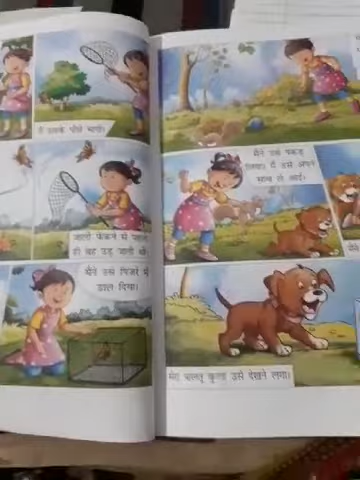 मैं उसके पीछे भागी।
जाली फेंकने से पहले
ही वह उड़ जाती थी।
मैंने उसे पिंजरे में
डाल दिया।
मैंने उसे पकड़
लिया। मैं उसे अपने
साथ ले आई।
मेरा पालतू कुत्ता उसे देखने लगा।